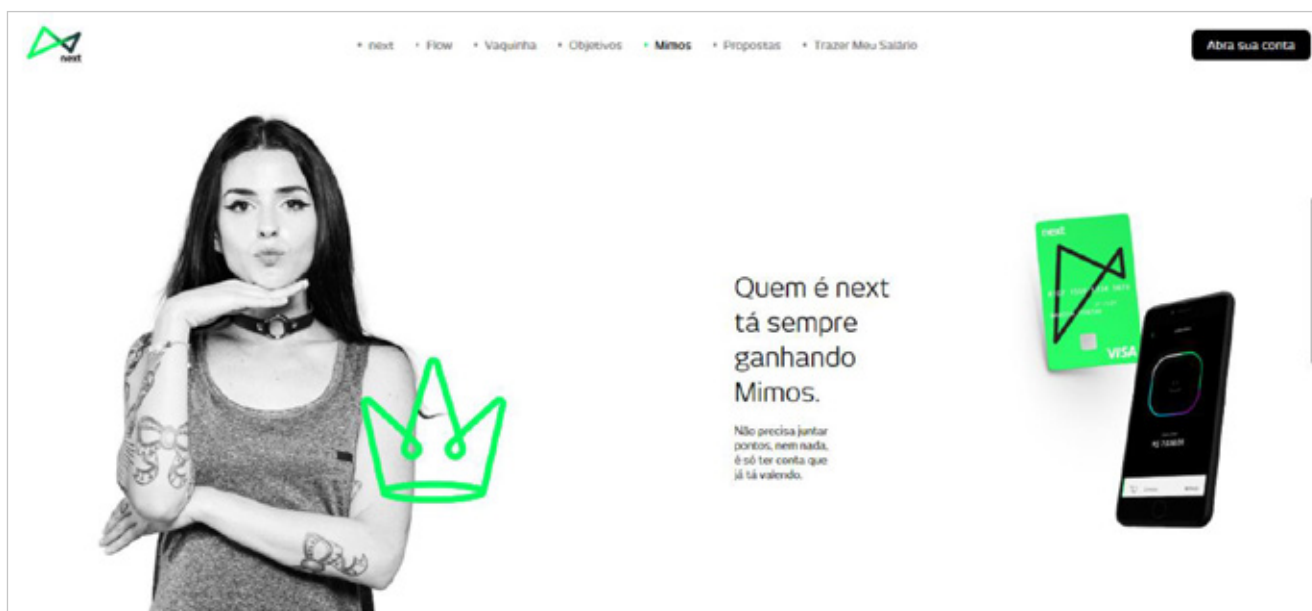 next
next Flow Vaquinha Objetivos Mimos Propostas Trazer Meu Salário
Abra sua conta
Quem é next
tá sempre
ganhando
Mimos.
Não precisa juntar
pontos, nem nada,
é só ter conta que
já tá valendo.
next
VISA